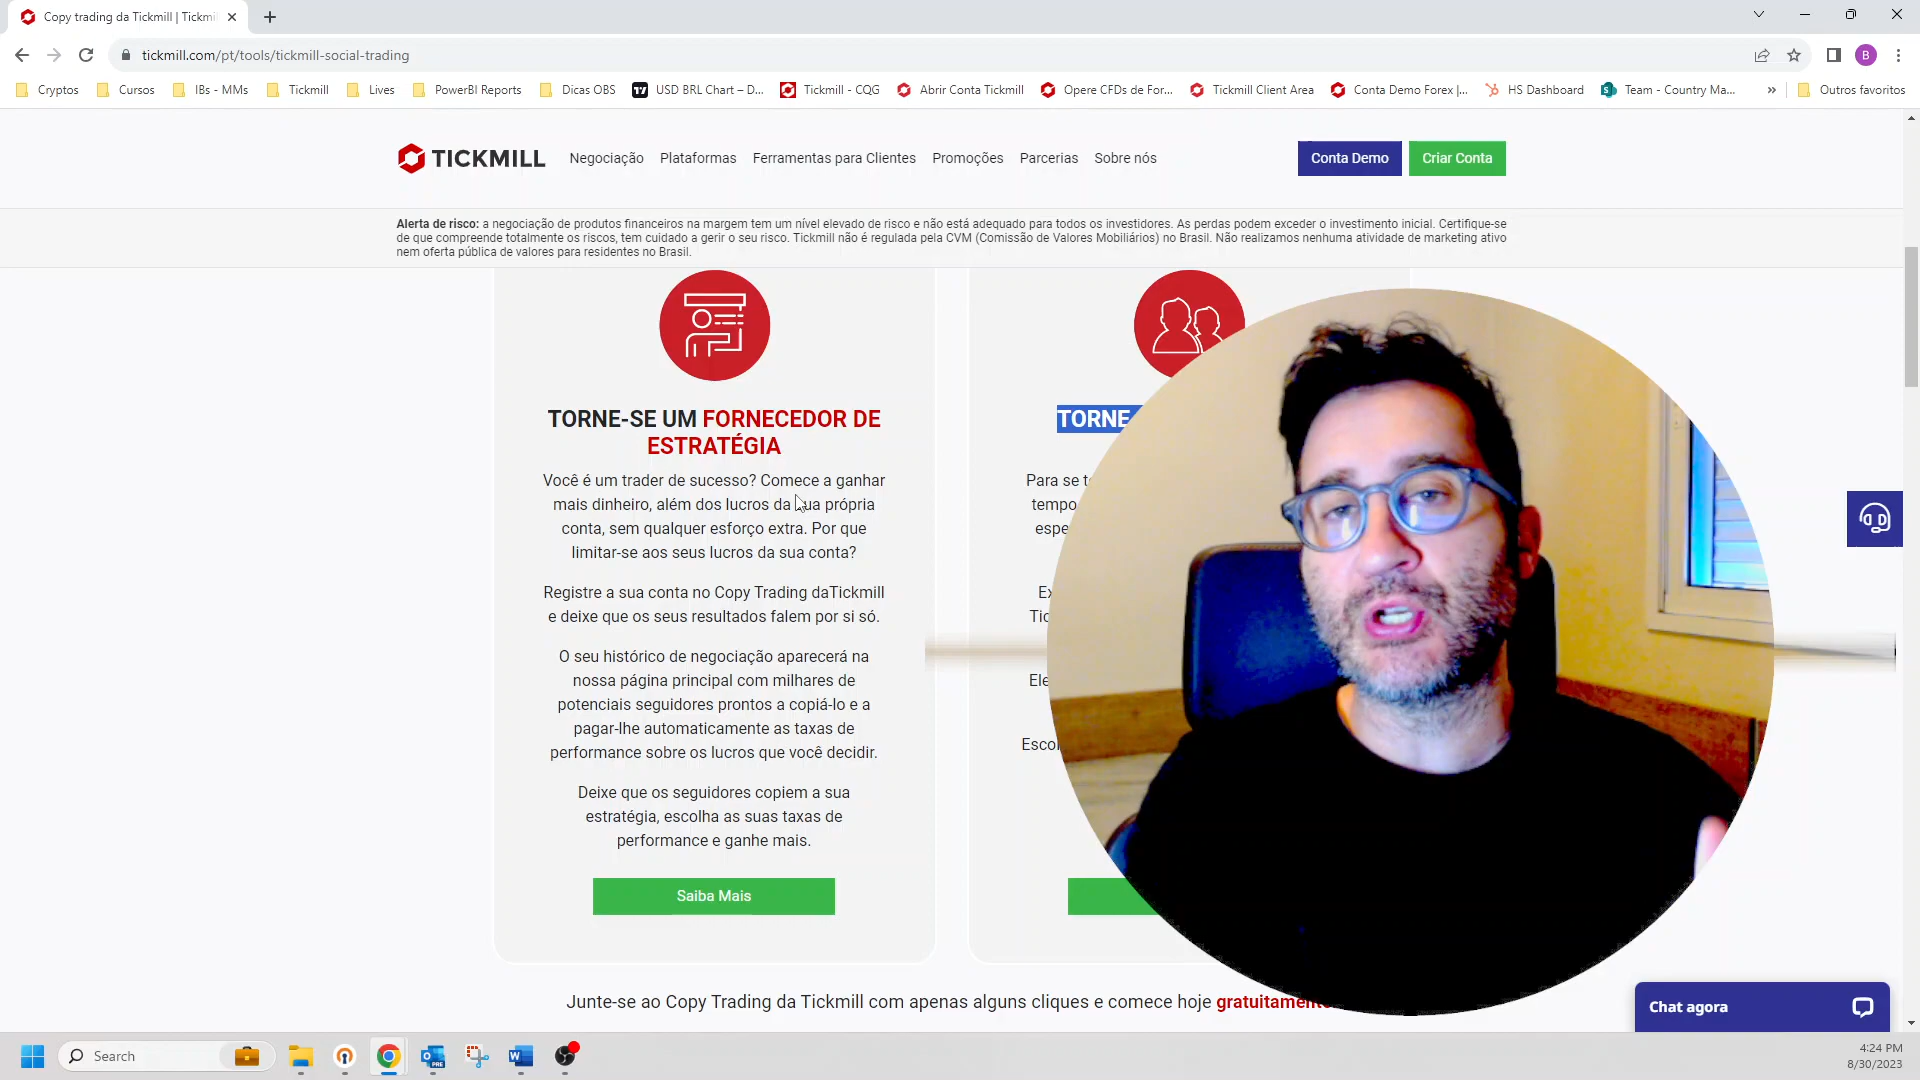 Copy trading da Tickmill | Tickmi
tickmill.com/pt/tools/tickmill-social-trading
B
Cryptos
Cursos
IBs - MMs
Tickmill
Lives
PowerBI Reports
Dicas OBS
USD BRL Chart – D...
Tickmill - CQG
Abrir Conta Tickmill
Opere CFDs de For...
Tickmill Client Area
Conta Demo Forex |...
HS Dashboard
Team - Country Ma...
»
Outros favoritos
TICKMILL
Negociação
Plataformas
Ferramentas para Clientes
Promoções
Parcerias
Sobre nós
Conta Demo
Criar Conta
Alerta de risco: a negociação de produtos financeiros na margem tem um nível elevado de risco e não está adequado para todos os investidores. As perdas podem exceder o investimento inicial. Certifique-se
de que compreende totalmente os riscos, tem cuidado a gerir o seu risco. Tickmill não é regulada pela CVM (Comissão de Valores Mobiliários) no Brasil. Não realizamos nenhuma atividade de marketing ativo
nem oferta pública de valores para residentes no Brasil.
TORNE-SE UM FORNECEDOR DE
ESTRATÉGIA
Você é um trader de sucesso? Comece a ganhar
mais dinheiro, além dos lucros da sua própria
conta, sem qualquer esforço extra. Por que
limitar-se aos seus lucros da sua conta?
Registre a sua conta no Copy Trading daTickmill
e deixe que os seus resultados falem por si só.
O seu histórico de negociação aparecerá na
nossa página principal com milhares de
potenciais seguidores prontos a copiá-lo e a
pagar-lhe automaticamente as taxas de
performance sobre os lucros que você decidir.
Deixe que os seguidores copiem a sua
estratégia, escolha as suas taxas de
performance e ganhe mais.
Saiba Mais
TORNE
Para se
tempo
espe
Ex
Tic
Ele
Escol
Junte-se ao Copy Trading da Tickmill com apenas alguns cliques e comece hoje gratuitamente
Chat agora
Search
4:24 PM
8/30/2023